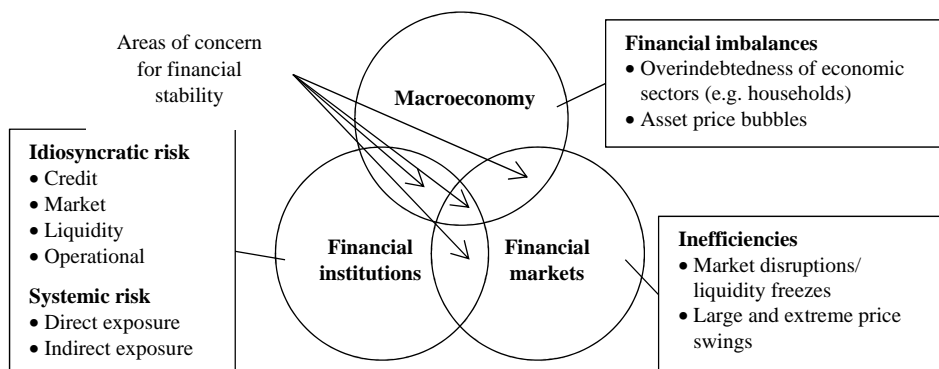 Areas of concern
for financial
stability
Macroeconomy
Financial imbalances
• Overindebtedness of economic
sectors (e.g. households)
• Asset price bubbles
Idiosyncratic risk
• Credit
• Market
• Liquidity
• Operational
Systemic risk
• Direct exposure
• Indirect exposure
Financial
institutions
Financial
markets
Inefficiencies
• Market disruptions/
liquidity freezes
• Large and extreme price
swings